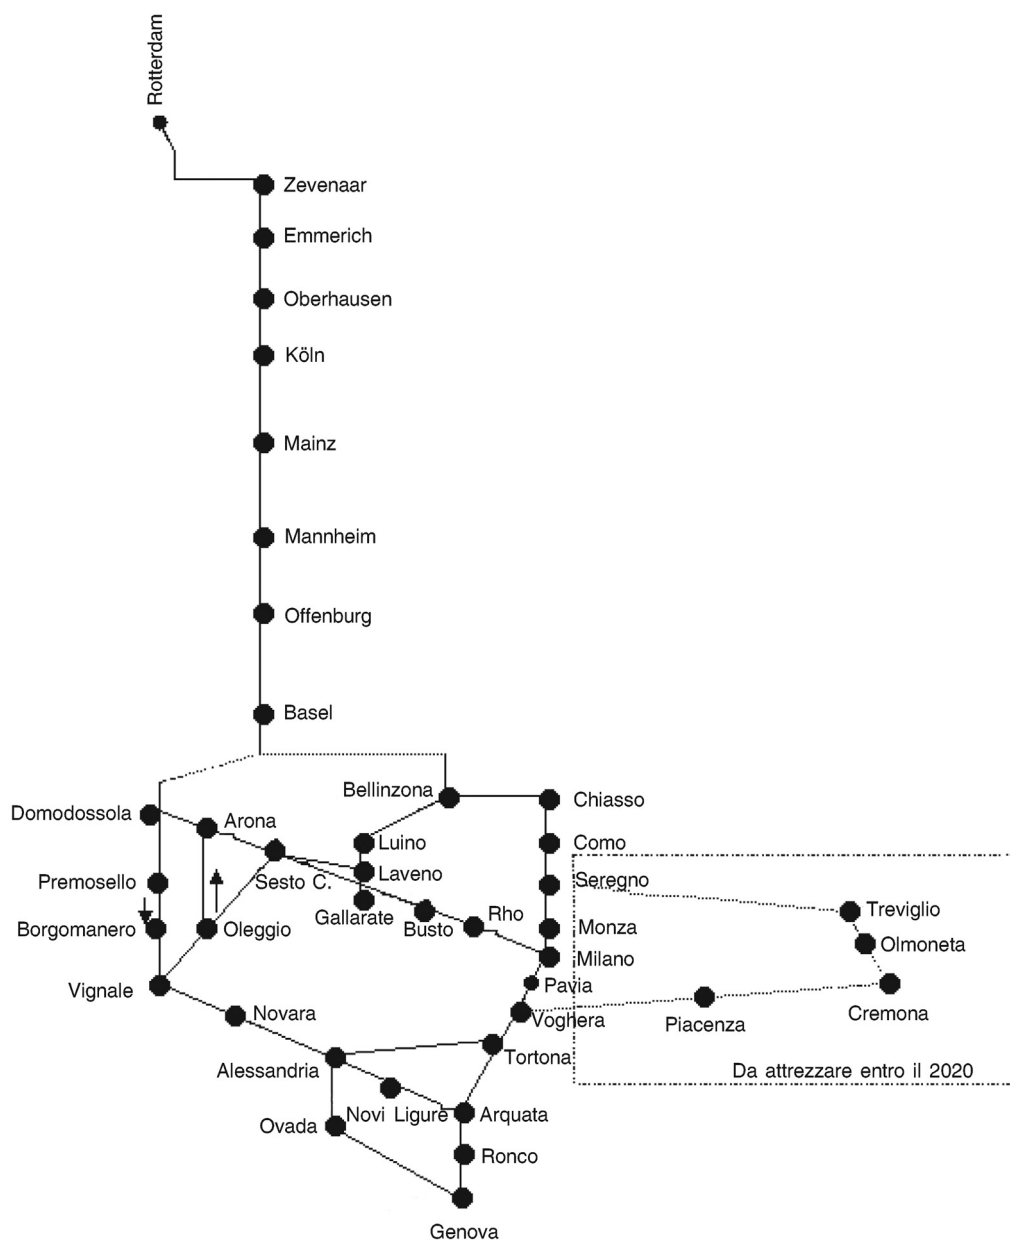 Rotterdam
Zevenaar
Emmerich
Oberhausen
Köln
Mainz
Mannheim
Offenburg
Basel
Bellinzona
Chiasso
Domodossola
Arona
Luino
Como
Sesto C.
Laveno
Premosello
Seregno
Gallarate
Busto
Rho
Treviglio
Borgomanero
Oleggio
Monza
Olmoneta
Milano
Vignale
Pavia
Novara
Voghera
Piacenza
Cremona
Alessandria
Tortona
Da attrezzare entro il 2020
Novi Ligure
Arquata
Ovada
Ronco
Genova